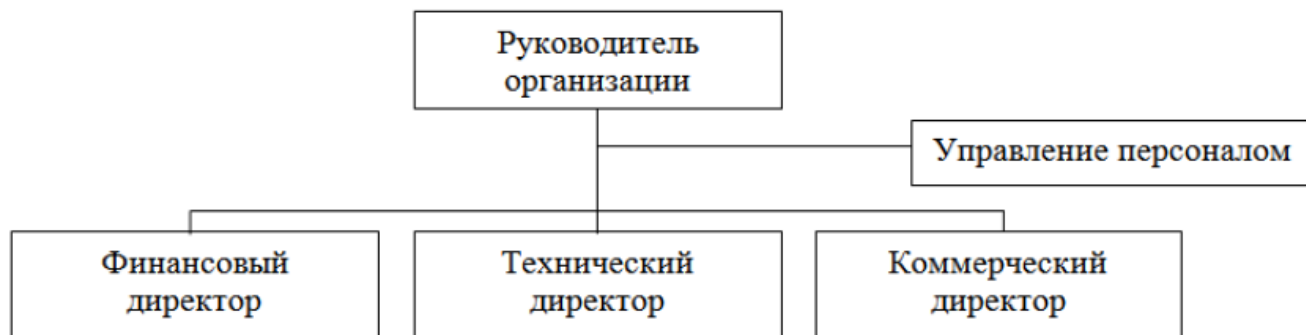 Руководитель
организации
Управление персоналом
Финансовый
директор
Технический
директор
Коммерческий
директор